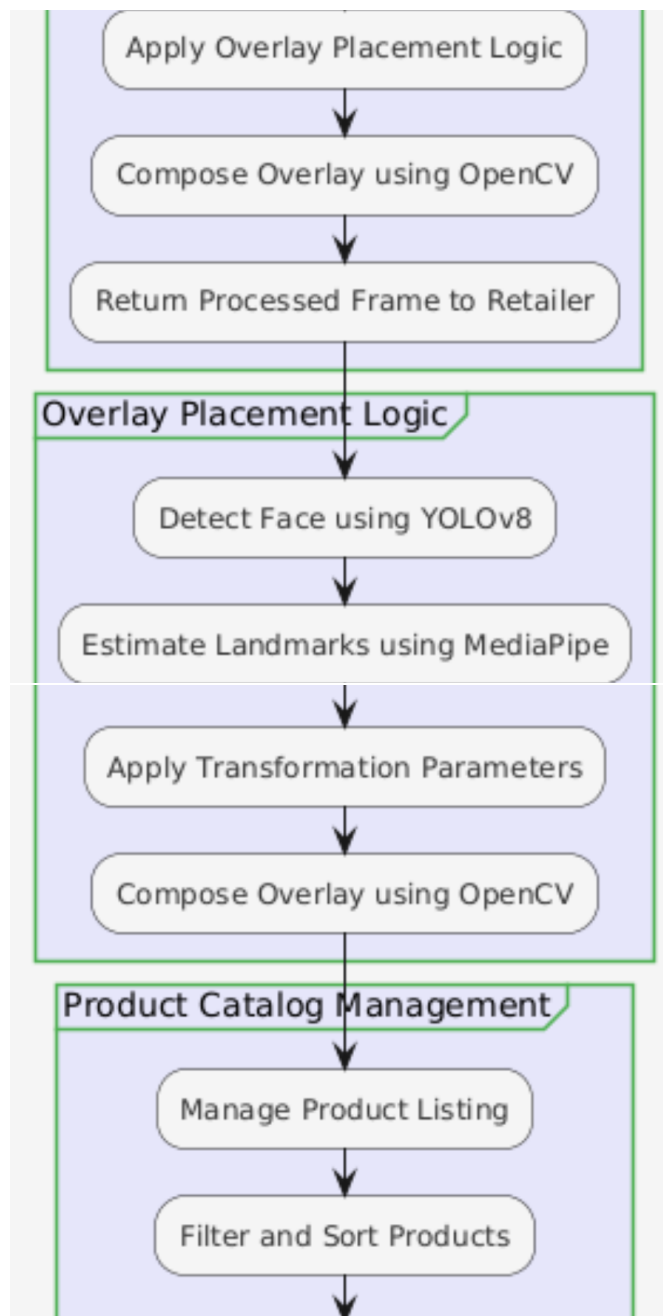 Apply Overlay Placement Logic
Compose Overlay using OpenCV
Return Processed Frame to Retailer
Overlay Placement Logic
Detect Face using YOLOv8
Estimate Landmarks using MediaPipe
Apply Transformation Parameters
Compose Overlay using OpenCV
Product Catalog Management
Manage Product Listing
Filter and Sort Products